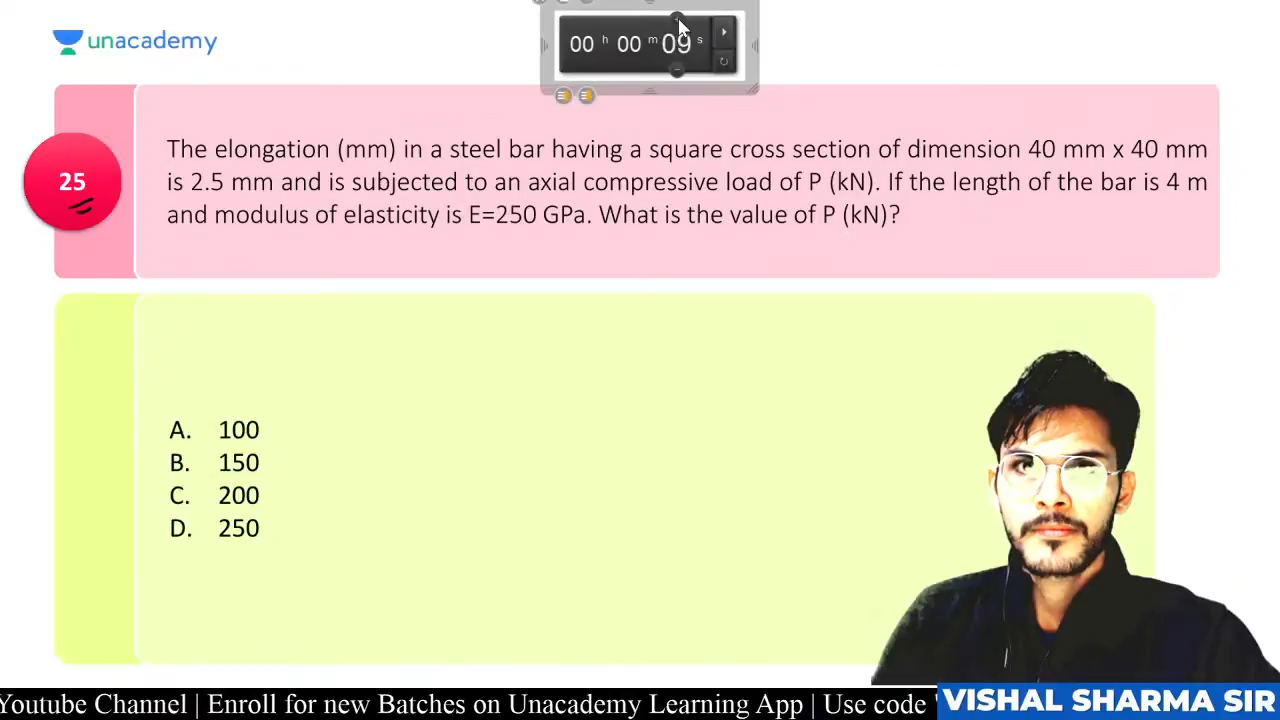 unacademy
00 h 00 m 09 s
25
The elongation (mm) in a steel bar having a square cross section of dimension 40 mm x 40 mm
is 2.5 mm and is subjected to an axial compressive load of P (kN). If the length of the bar is 4 m
and modulus of elasticity is E=250 GPa. What is the value of P (kN)?
A. 100
B. 150
C. 200
D. 250
Youtube Channel | Enroll for new Batches on Unacademy Learning App | Use code
VISHAL SHARMA SIR